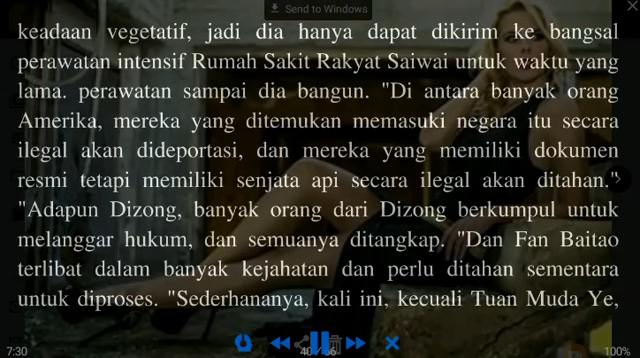 Send to Windows
keadaan vegetatif, jadi dia hanya dapat dikirim ke bangsal
perawatan intensif Rumah Sakit Rakyat Saiwai untuk waktu yang
lama. perawatan sampai dia bangun. "Di antara banyak orang
Amerika, mereka yang ditemukan memasuki negara itu secara
ilegal akan dideportasi, dan mereka yang memiliki dokumen
resmi tetapi memiliki senjata api secara ilegal akan ditahan."
"Adapun Dizong, banyak orang dari Dizong berkumpul untuk
melanggar hukum, dan semuanya ditangkap. "Dan Fan Baitao
terlibat dalam banyak kejahatan dan perlu ditahan sementara
untuk diproses. "Sederhananya, kali ini, kecuali Tuan Muda Ye,
7:30
100%